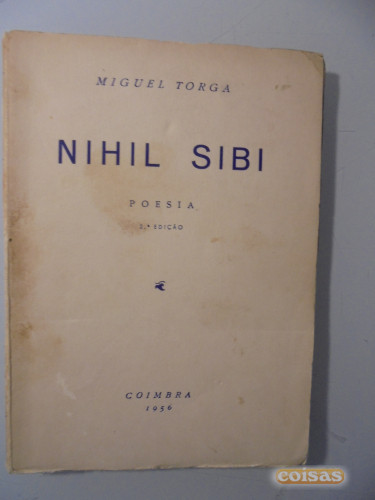 MIGUEL TORGA
NIHIL SIBI
POESIA
2.ª EDIÇÃO
COIMBRA
1956
coisas